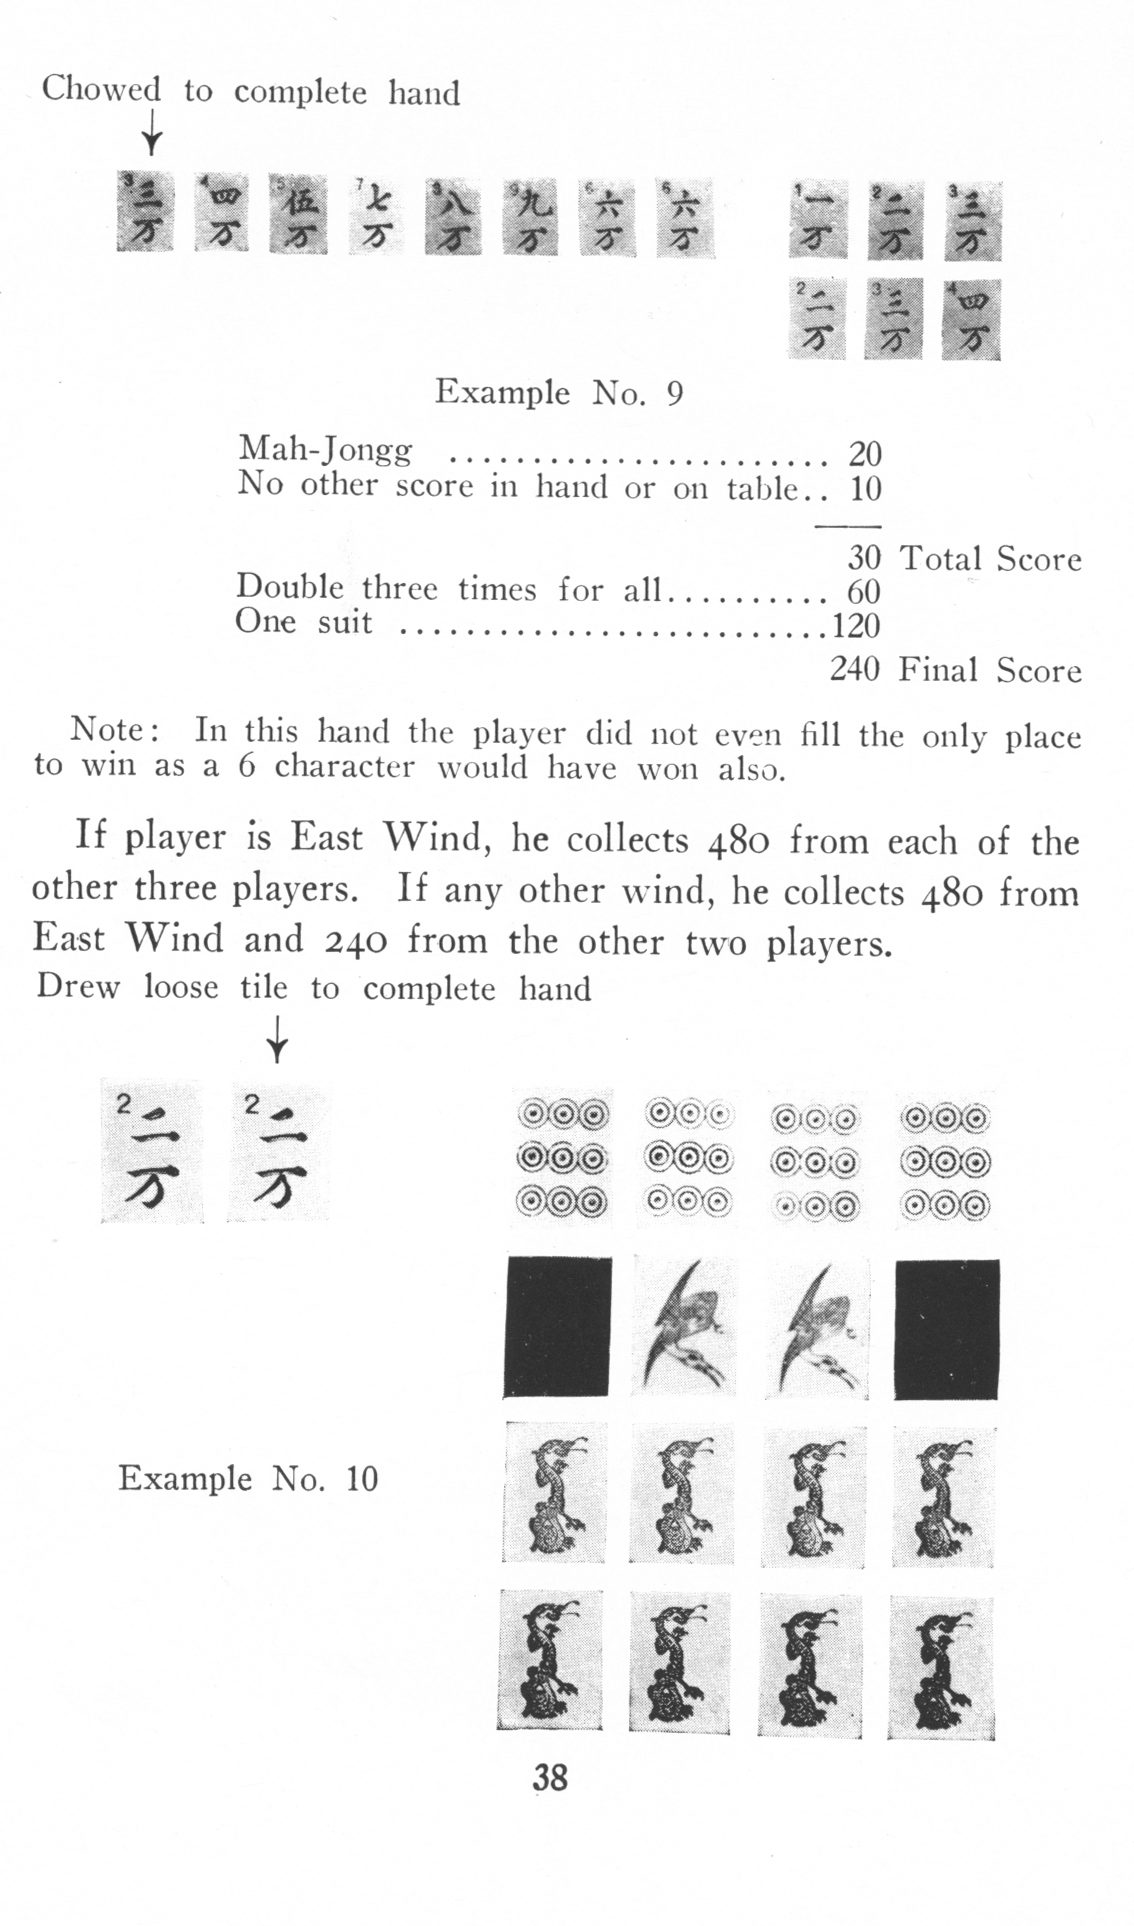 Chowed to complete hand
3 三万 4 四万 5 伍万 7 七万 8 八万 9 九万 6 六万 6 六万 1 一万 2 二万 3 三万
2 二万 3 三万 4 四万
Example No. 9
Mah-Jongg ....................... 20
No other score in hand or on table.. 10
30 Total Score
Double three times for all.......... 60
One suit ..........................120
240 Final Score
Note: In this hand the player did not even fill the only place
to win as a 6 character would have won also.
If player is East Wind, he collects 480 from each of the
other three players. If any other wind, he collects 480 from
East Wind and 240 from the other two players.
Drew loose tile to complete hand
2 二万 2 二万
Example No. 10
38